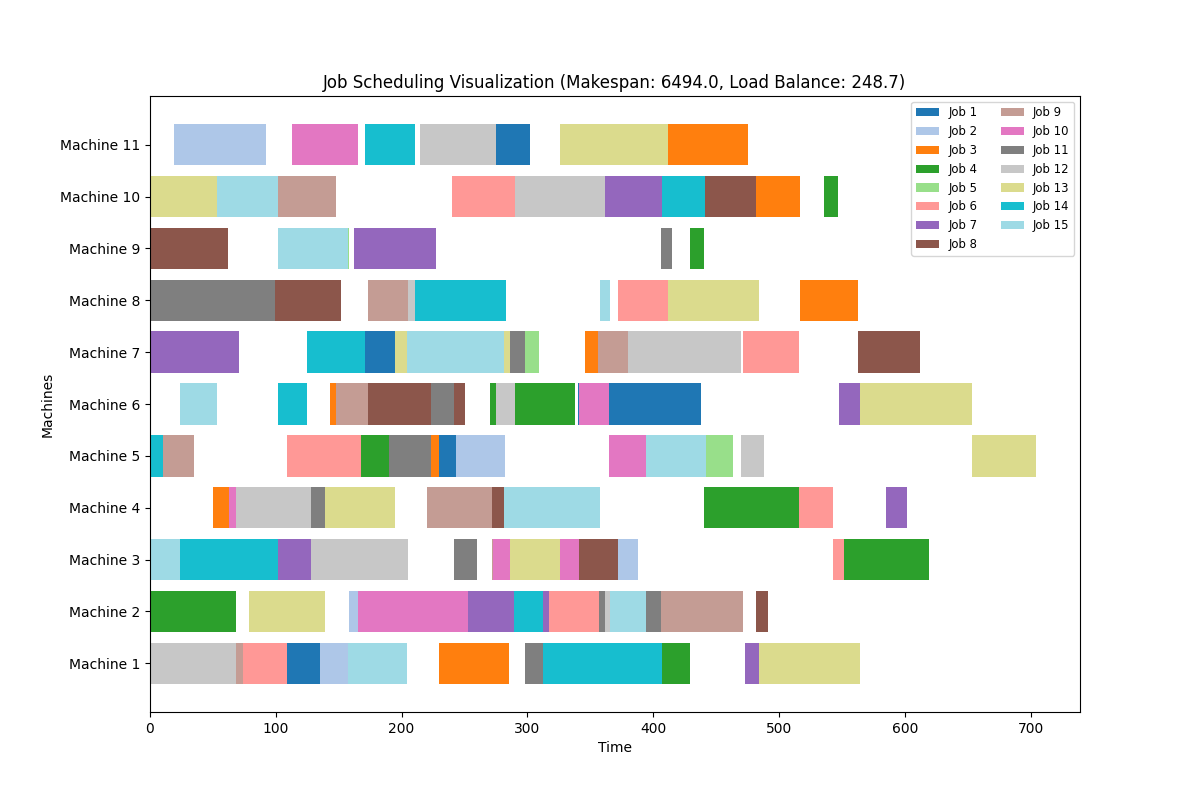 Job Scheduling Visualization (Makespan: 6494.0, Load Balance: 248.7)
Machines
Machine 11
Machine 10
Machine 9
Machine 8
Machine 7
Machine 6
Machine 5
Machine 4
Machine 3
Machine 2
Machine 1
Job 1
Job 2
Job 3
Job 4
Job 5
Job 6
Job 7
Job 8
Job 9
Job 10
Job 11
Job 12
Job 13
Job 14
Job 15
0 100 200 300 400 500 600 700
Time